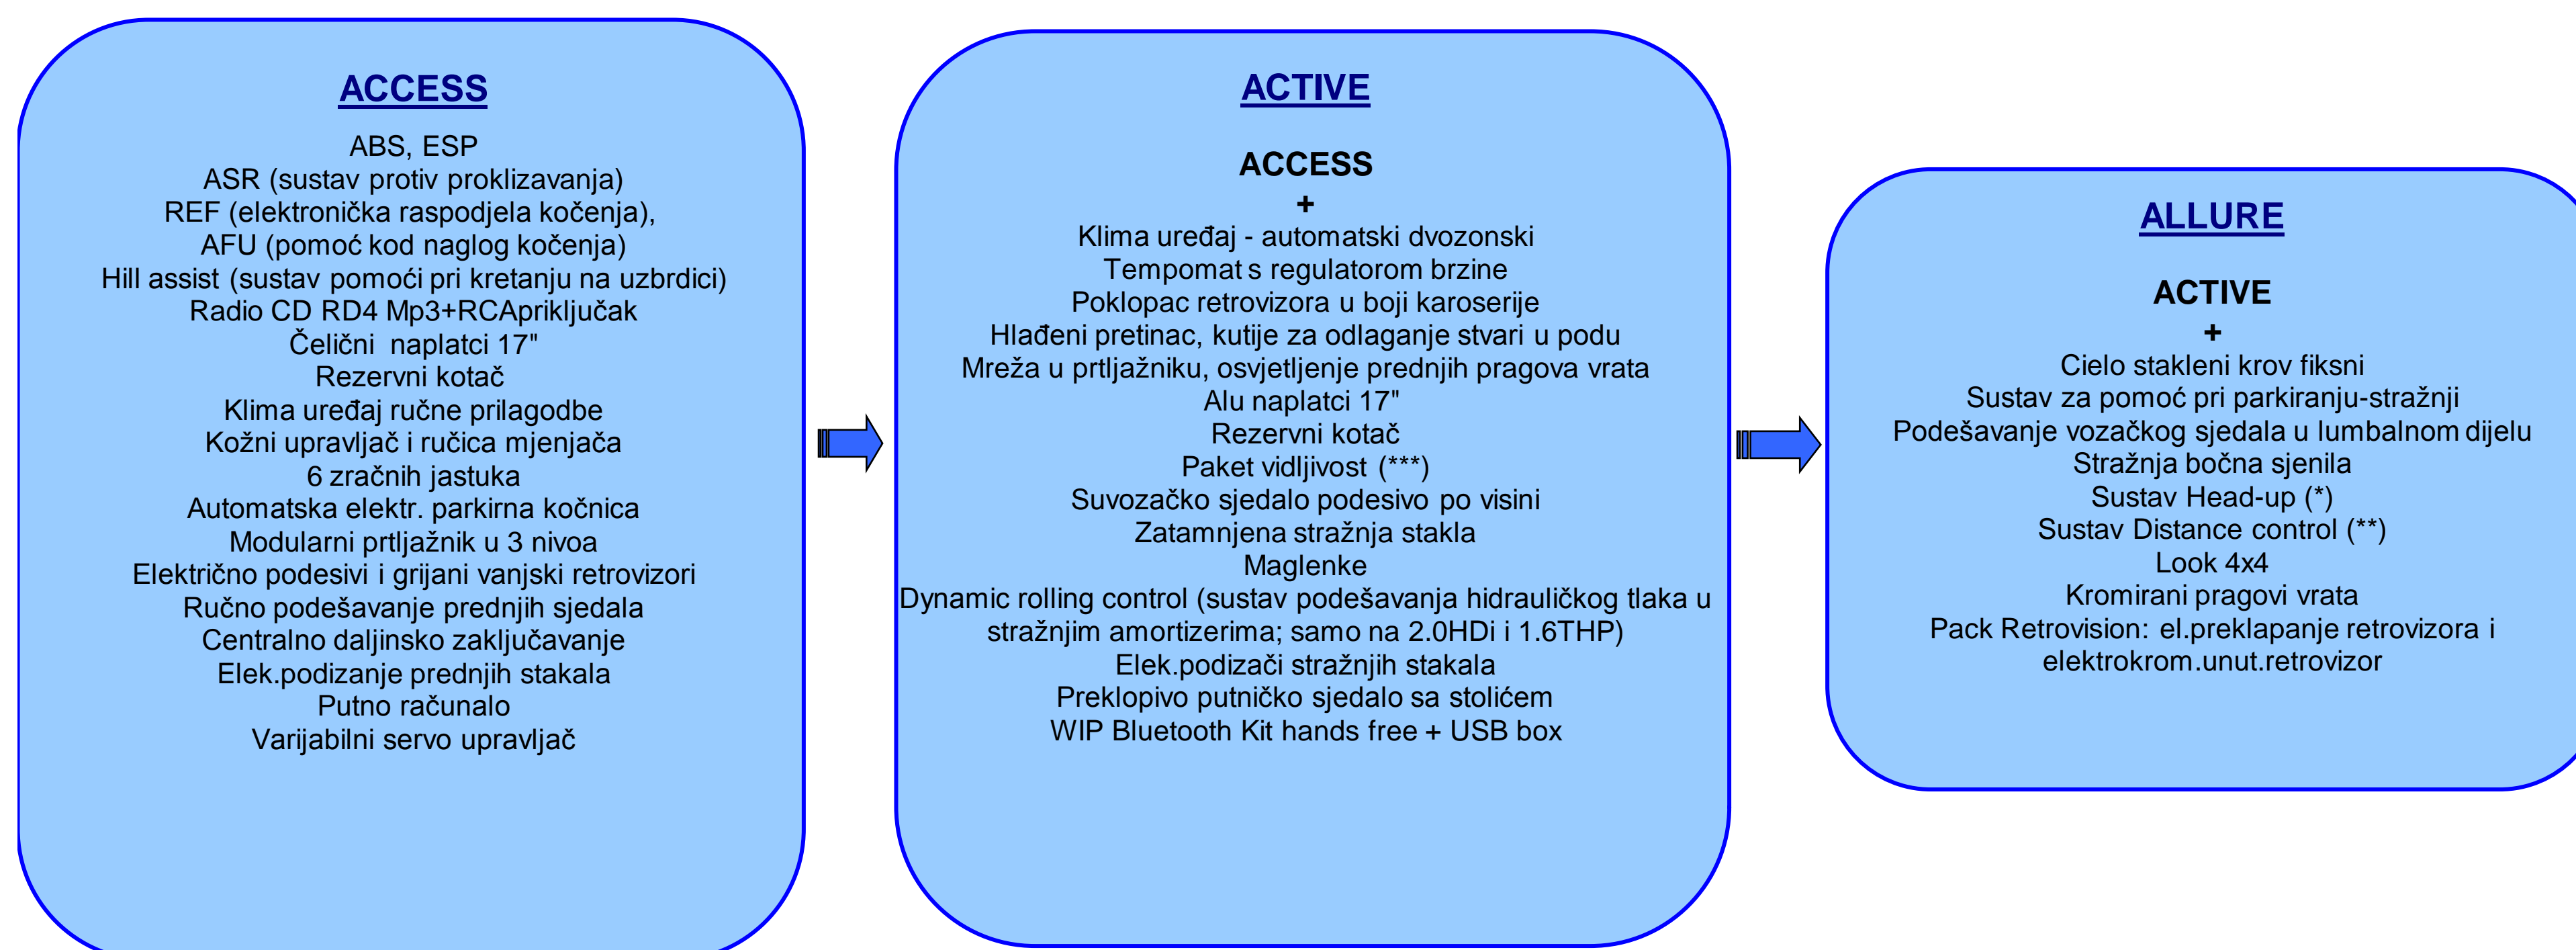 ACCESS
ABS, ESP
ASR (sustav protiv proklizavanja)
REF (elektronička raspodjela kočenja),
AFU (pomoć kod naglog kočenja)
Hill assist (sustav pomoći pri kretanju na uzbrdici)
Radio CD RD4 Mp3+RCApriključak
Čelični  naplatci 17"
Rezervni kotač
Klima uređaj ručne prilagodbe
Kožni upravljač i ručica mjenjača
6 zračnih jastuka
Automatska elektr. parkirna kočnica
Modularni prtljažnik u 3 nivoa
Električno podesivi i grijani vanjski retrovizori
Ručno podešavanje prednjih sjedala
Centralno daljinsko zaključavanje
Elek.podizanje prednjih stakala
Putno računalo
Varijabilni servo upravljač
ACTIVE
ACCESS
+
Klima uređaj - automatski dvozonski
Tempomat s regulatorom brzine
Poklopac retrovizora u boji karoserije
Hlađeni pretinac, kutije za odlaganje stvari u podu
Mreža u prtljažniku, osvjetljenje prednjih pragova vrata
Alu naplatci 17"
Rezervni kotač
Paket vidljivost (***)
Suvozačko sjedalo podesivo po visini
Zatamnjena stražnja stakla
Maglenke
Dynamic rolling control (sustav podešavanja hidrauličkog tlaka u
stražnjim amortizerima; samo na 2.0HDi i 1.6THP)
Elek.podizači stražnjih stakala
Preklopivo putničko sjedalo sa stolićem
WIP Bluetooth Kit hands free + USB box
ALLURE
ACTIVE
+
Cielo stakleni krov fiksni
Sustav za pomoć pri parkiranju-stražnji
Podešavanje vozačkog sjedala u lumbalnom dijelu
Stražnja bočna sjenila
Sustav Head-up (*)
Sustav Distance control (**)
Look 4x4
Kromirani pragovi vrata
Pack Retrovision: el.preklapanje retrovizora i
elektrokrom.unut.retrovizor